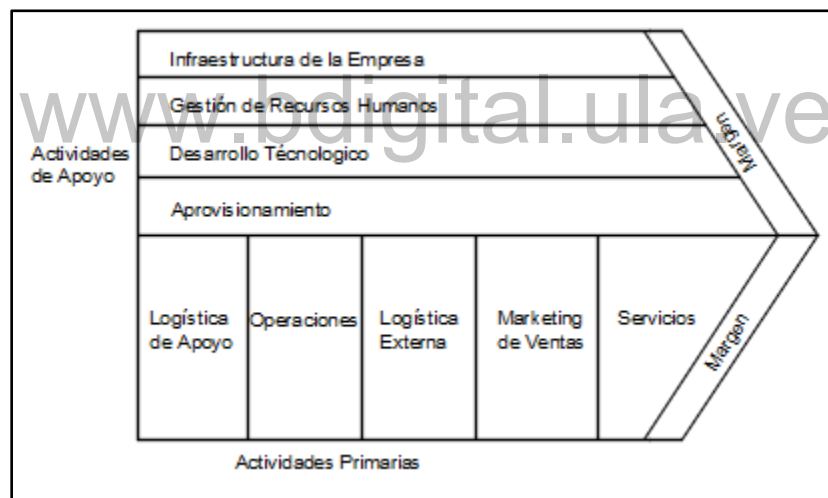 Infraestructura de la Empresa
www.bdigital.ula.ve
Gestión de Recursos Humanos
Margen
Actividades
de Apoyo
Desarrollo Técnologico
Aprovisionamiento
Logística
de Apoyo
Operaciones
Logística
Externa
Marketing
de Ventas
Servicios
Margen
Actividades Primarias